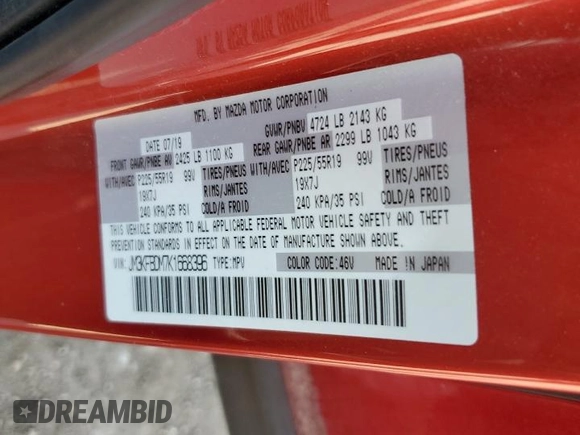 MFD. BY MAZDA MOTOR CORPORATION
DATE 07/19 GVWR/PNBV 4724 LB 2143 KG
FRONT GAWR/PNBE AV 2425 LB 1100 KG REAR GAWR/PNBE AR 2299 LB 1043 KG
WITH/AVEC P225/55R19 99V TIRES/PNEUS WITH/AVEC P225/55R19 99V TIRES/PNEUS
19X7J RIMS/JANTES 19X7J RIMS/JANTES
240 KPA/35 PSI COLD/A FROID 240 KPA/35 PSI COLD/A FROID
THIS VEHICLE CONFORMS TO ALL APPLICABLE FEDERAL MOTOR VEHICLE SAFETY AND THEFT
PREVENTION STANDARDS IN EFFECT ON THE DATE OF MANUFACTURE SHOWN ABOVE.
VIN: JM3KFBDM7K1668396 TYPE:MPV COLOR CODE:46V MADE IN JAPAN
DREAMBID